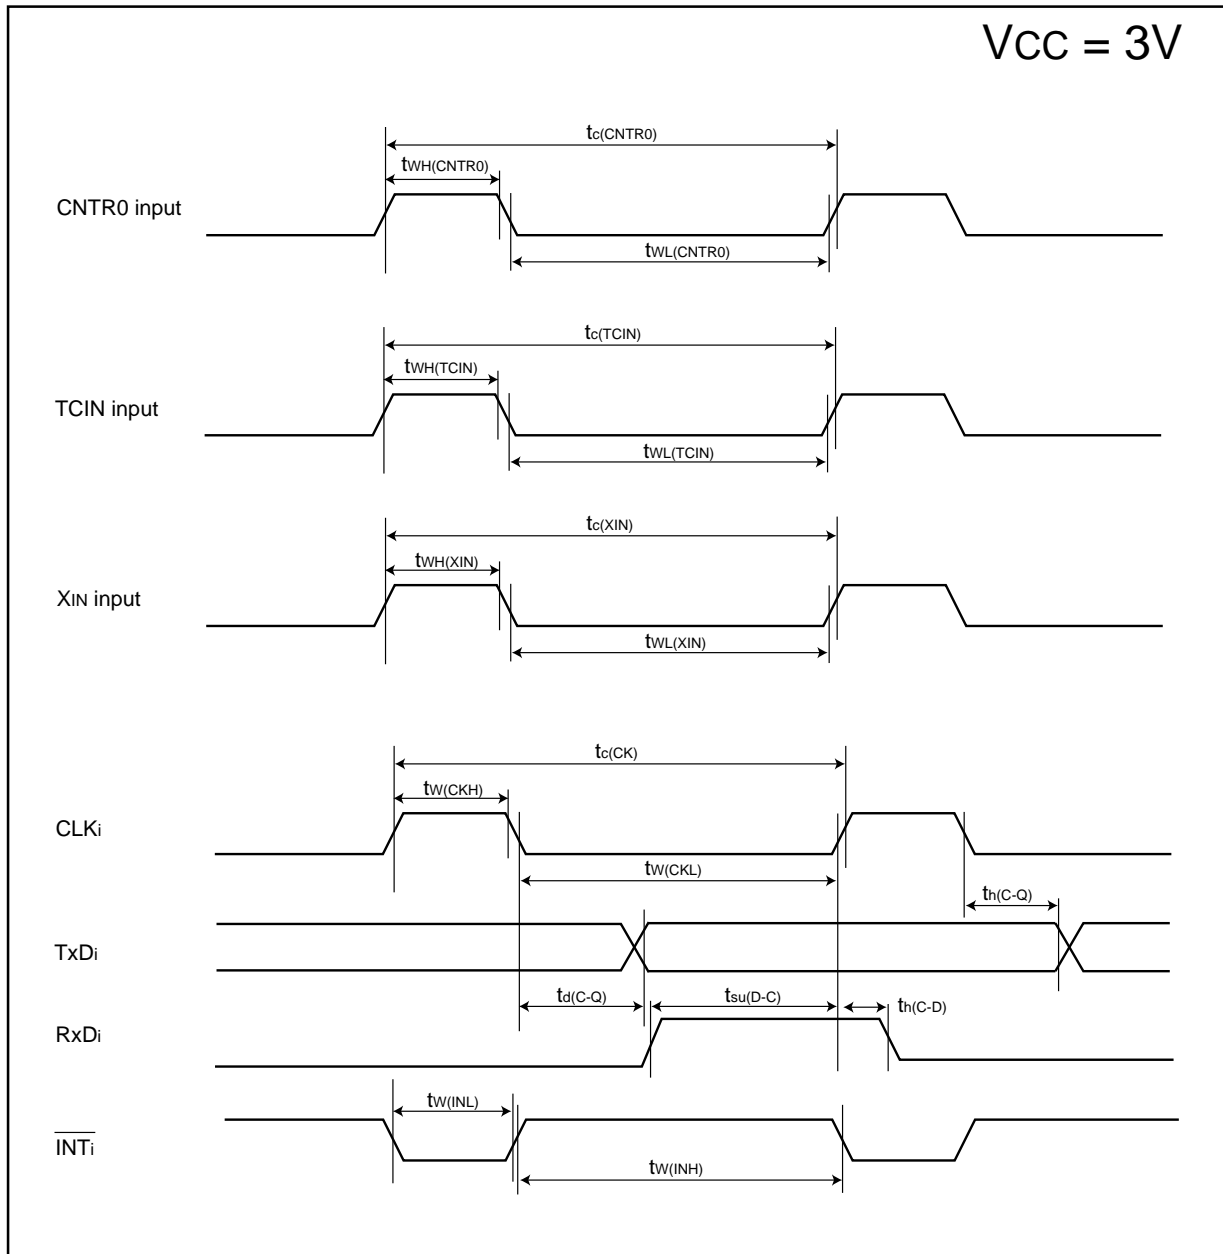 VCC = 3V
tc(CNTR0)
tWH(CNTR0)
CNTR0 input
tWL(CNTR0)
tc(TCIN)
tWH(TCIN)
TCIN input
tWL(TCIN)
tc(XIN)
tWH(XIN)
XIN input
tWL(XIN)
tc(CK)
tW(CKH)
CLKi
tW(CKL)
th(C-Q)
TxDi
td(C-Q)
tsu(D-C)
th(C-D)
RxDi
tW(INL)
INTi
tW(INH)